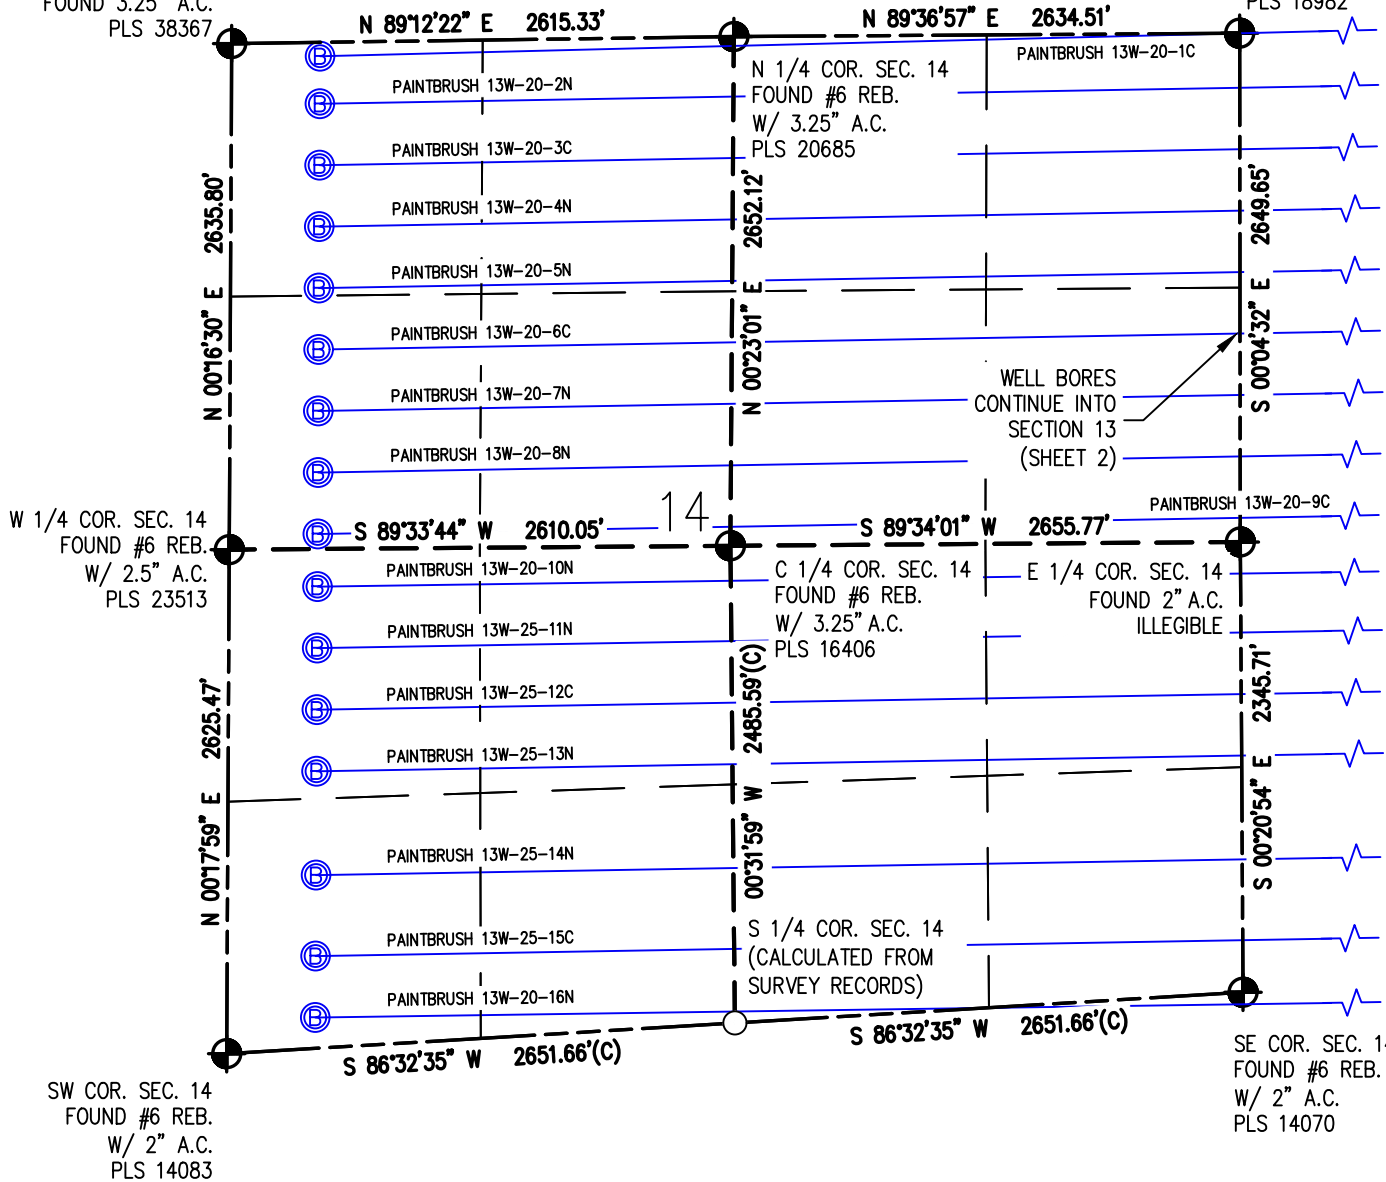 FOUND 3.25" A.C.
PLS 38367
N 89°12'22" E 2615.33'
N 89°36'57" E 2634.51'
PLS 18982
PAINTBRUSH 13W-20-1C
N 1/4 COR. SEC. 14
FOUND #6 REB.
W/ 3.25" A.C.
PLS 20685
B
B PAINTBRUSH 13W-20-2N
B PAINTBRUSH 13W-20-3C
B PAINTBRUSH 13W-20-4N
B PAINTBRUSH 13W-20-5N
B PAINTBRUSH 13W-20-6C
B PAINTBRUSH 13W-20-7N
B PAINTBRUSH 13W-20-8N
N 00°16'30" E 2635.80'
N 00°23'01" E 2652.12'
S 00°04'32" E 2649.65'
WELL BORES
CONTINUE INTO
SECTION 13
(SHEET 2)
14
PAINTBRUSH 13W-20-9C
W 1/4 COR. SEC. 14
FOUND #6 REB.
W/ 2.5" A.C.
PLS 23513
B
S 89°33'44" W 2610.05'
S 89°34'01" W 2655.77'
C 1/4 COR. SEC. 14
FOUND #6 REB.
W/ 3.25" A.C.
PLS 16406
E 1/4 COR. SEC. 14
FOUND 2" A.C.
ILLEGIBLE
B PAINTBRUSH 13W-20-10N
B PAINTBRUSH 13W-25-11N
B PAINTBRUSH 13W-25-12C
B PAINTBRUSH 13W-25-13N
B PAINTBRUSH 13W-25-14N
B PAINTBRUSH 13W-25-15C
B PAINTBRUSH 13W-20-16N
N 00°17'59" E 2625.47'
00°31'59" W 2485.59'(C)
S 00°20'54" E 2345.71'
S 1/4 COR. SEC. 14
(CALCULATED FROM
SURVEY RECORDS)
S 86°32'35" W 2651.66'(C)
S 86°32'35" W 2651.66'(C)
SW COR. SEC. 14
FOUND #6 REB.
W/ 2" A.C.
PLS 14083
SE COR. SEC. 14
FOUND #6 REB.
W/ 2" A.C.
PLS 14070